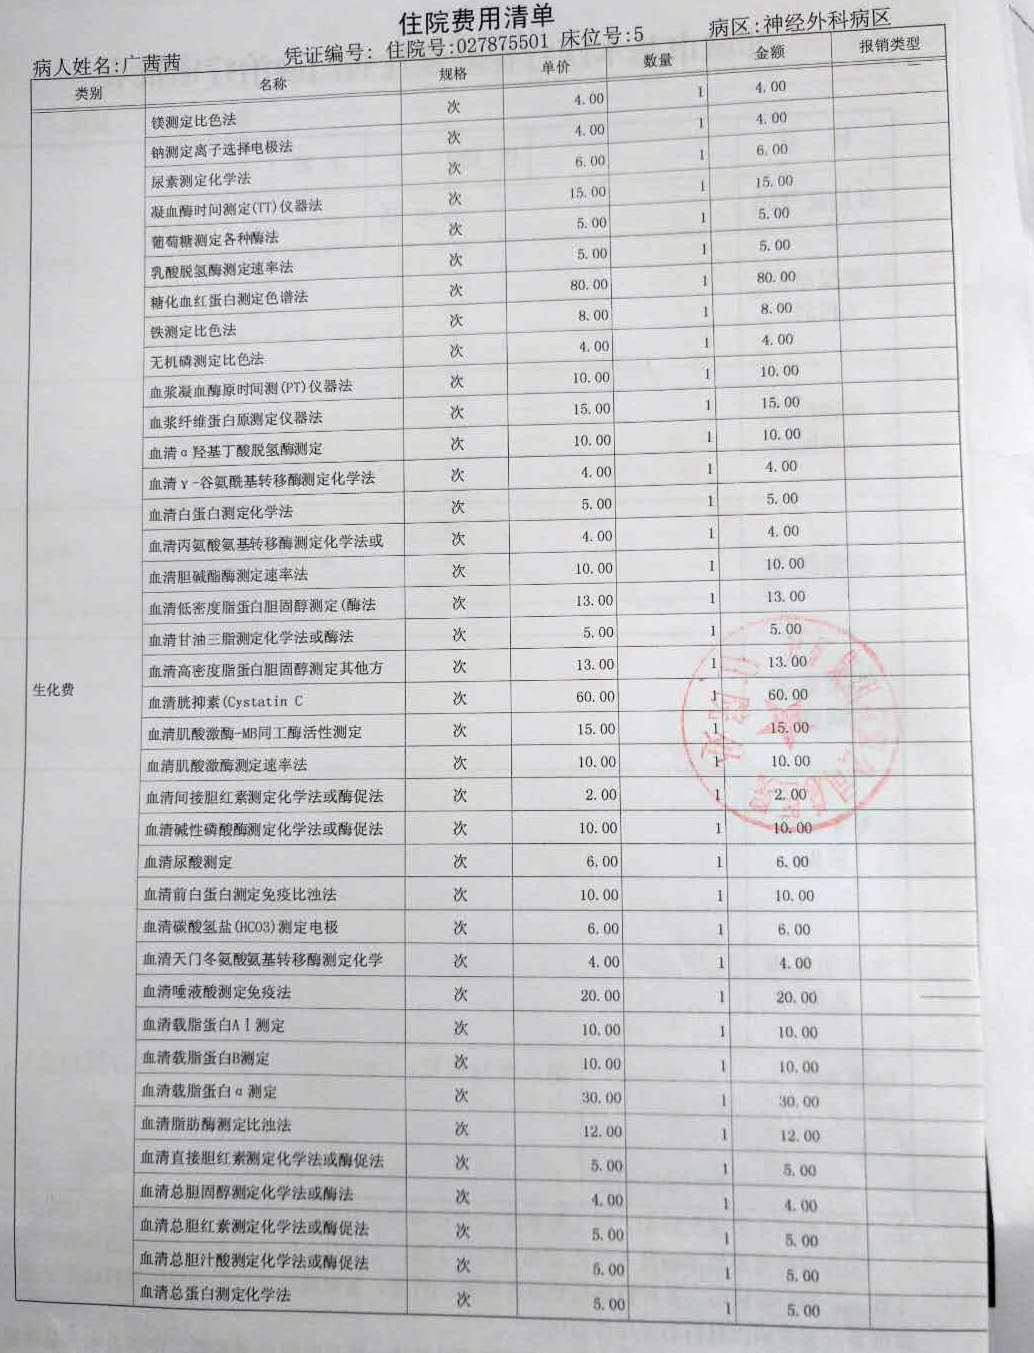 住院费用清单
病人姓名:广茜茜 凭证编号: 住院号:027875501 床位号:5 病区:神经外科病区
类别 名称 规格 单价 数量 金额 报销类型
镁测定比色法 次 4.00 1 4.00
钠测定离子选择电极法 次 4.00 1 4.00
尿素测定化学法 次 6.00 1 6.00
凝血酶时间测定(TT)仪器法 次 15.00 1 15.00
葡萄糖测定各种酶法 次 5.00 1 5.00
乳酸脱氢酶测定速率法 次 5.00 1 5.00
糖化血红蛋白测定色谱法 次 80.00 1 80.00
铁测定比色法 次 8.00 1 8.00
无机磷测定比色法 次 4.00 1 4.00
血浆凝血酶原时间测(PT)仪器法 次 10.00 1 10.00
血浆纤维蛋白原测定仪器法 次 15.00 1 15.00
血清α羟基丁酸脱氢酶测定 次 10.00 1 10.00
血清γ-谷氨酰基转移酶测定化学法 次 4.00 1 4.00
血清白蛋白测定化学法 次 5.00 1 5.00
血清丙氨酸氨基转移酶测定化学法或 次 4.00 1 4.00
血清胆碱酯酶测定速率法 次 10.00 1 10.00
血清低密度脂蛋白胆固醇测定(酶法 次 13.00 1 13.00
血清甘油三脂测定化学法或酶法 次 5.00 1 5.00
血清高密度脂蛋白胆固醇测定其他方 次 13.00 1 13.00
生化费 血清胱抑素(Cystatin C 次 60.00 1 60.00
血清肌酸激酶-MB同工酶活性测定 次 15.00 1 15.00
血清肌酸激酶测定速率法 次 10.00 1 10.00
血清间接胆红素测定化学法或酶促法 次 2.00 1 2.00
血清碱性磷酸酶测定化学法或酶促法 次 10.00 1 10.00
血清尿酸测定 次 6.00 1 6.00
血清前白蛋白测定免疫比浊法 次 10.00 1 10.00
血清碳酸氢盐(HCO3)测定电极 次 6.00 1 6.00
血清天门冬氨酸氨基转移酶测定化学 次 4.00 1 4.00
血清唾液酸测定免疫法 次 20.00 1 20.00
血清载脂蛋白AⅠ测定 次 10.00 1 10.00
血清载脂蛋白B测定 次 10.00 1 10.00
血清载脂蛋白α测定 次 30.00 1 30.00
血清脂肪酶测定比浊法 次 12.00 1 12.00
血清直接胆红素测定化学法或酶促法 次 5.00 1 5.00
血清总胆固醇测定化学法或酶法 次 4.00 1 4.00
血清总胆红素测定化学法或酶促法 次 5.00 1 5.00
血清总胆汁酸测定化学法或酶促法 次 5.00 1 5.00
血清总蛋白测定化学法 次 5.00 1 5.00